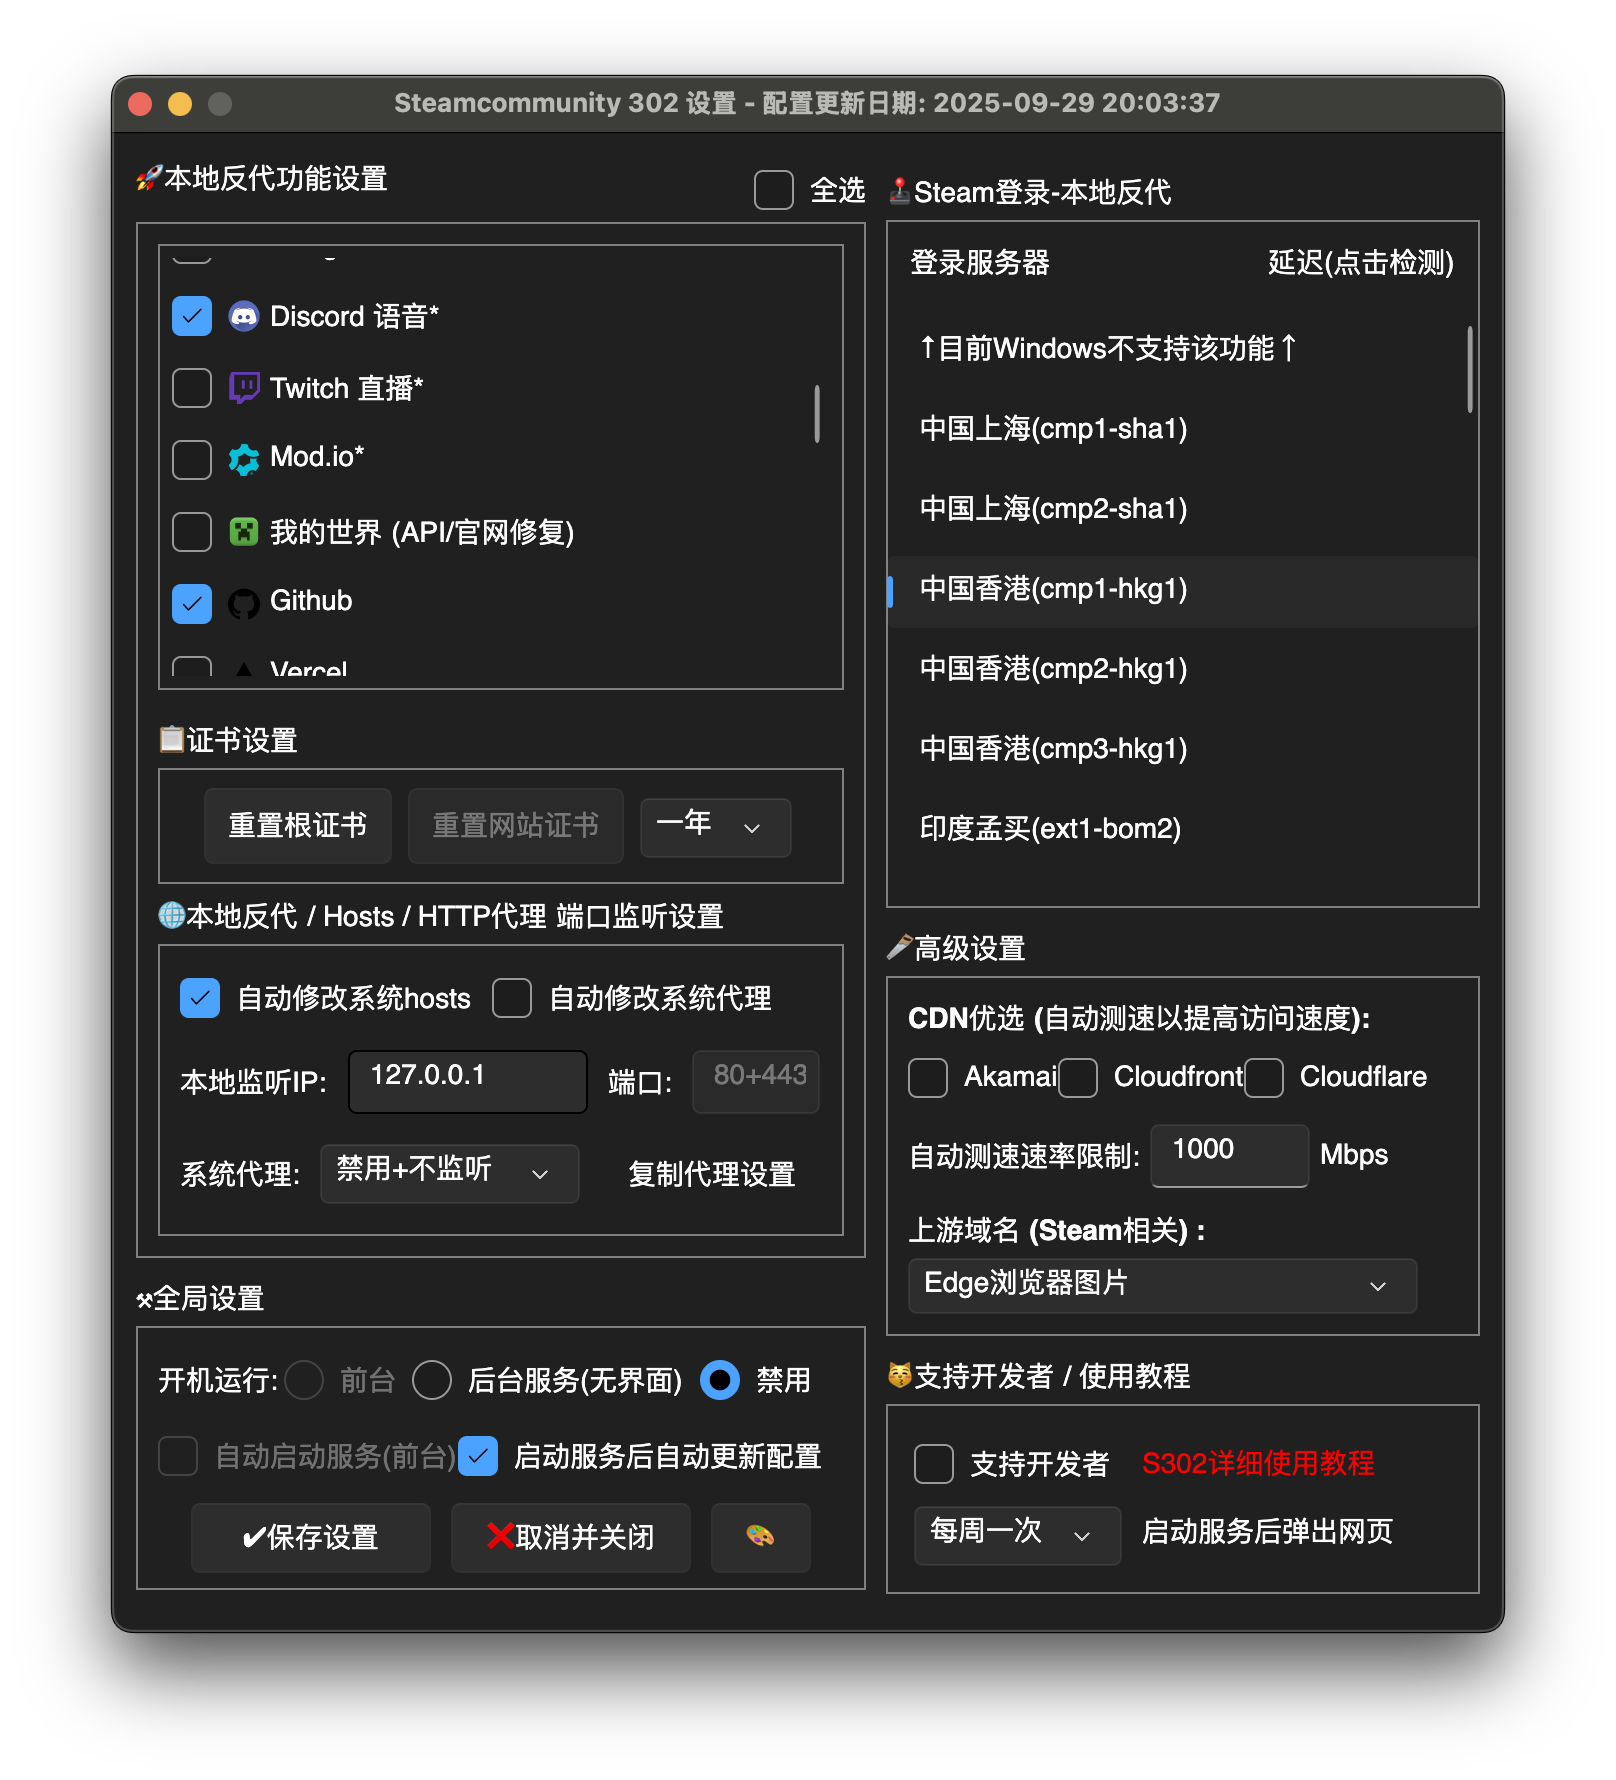 Steamcommunity 302 设置 - 配置更新日期: 2025-09-29 20:03:37
🚀本地反代功能设置
全选
Discord 语音*
Twitch 直播*
Mod.io*
我的世界 (API/官网修复)
Github
Vercel
📋证书设置
重置根证书
重置网站证书
一年
🌐本地反代 / Hosts / HTTP代理 端口监听设置
自动修改系统hosts
自动修改系统代理
本地监听IP:
127.0.0.1
端口:
80+443
系统代理:
禁用+不监听
复制代理设置
⚒全局设置
开机运行:
前台
后台服务(无界面)
禁用
自动启动服务(前台)
启动服务后自动更新配置
✔保存设置
❌取消并关闭
🎨
🕹Steam登录-本地反代
登录服务器
延迟(点击检测)
↑目前Windows不支持该功能↑
中国上海(cmp1-sha1)
中国上海(cmp2-sha1)
中国香港(cmp1-hkg1)
中国香港(cmp2-hkg1)
中国香港(cmp3-hkg1)
印度孟买(ext1-bom2)
🪚高级设置
CDN优选 (自动测速以提高访问速度):
Akamai
Cloudfront
Cloudflare
自动测速速率限制:
1000
Mbps
上游域名 (Steam相关) :
Edge浏览器图片
😽支持开发者 / 使用教程
支持开发者
S302详细使用教程
每周一次
启动服务后弹出网页